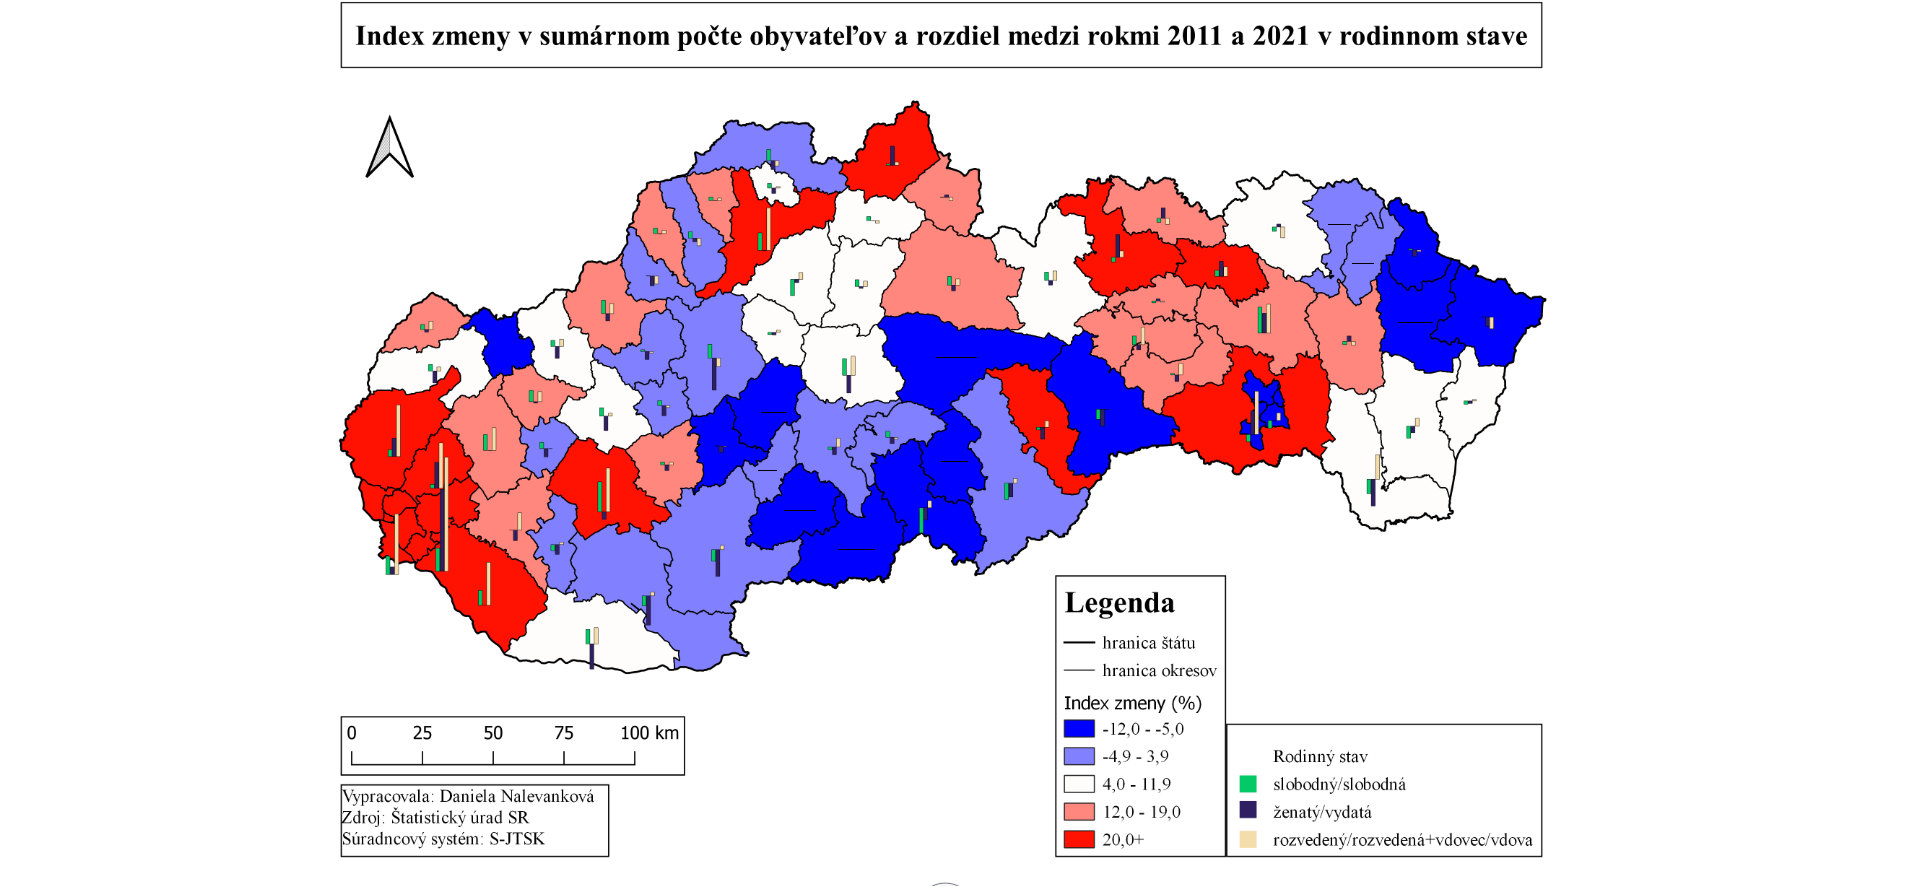 Index zmeny v sumárnom počte obyvateľov a rozdiel medzi rokmi 2011 a 2021 v rodinnom stave
Legenda
hranica štátu
hranica okresov
Index zmeny (%)
-12,0 - -5,0
-4,9 - 3,9
4,0 - 11,9
12,0 - 19,0
20,0+
Rodinný stav
slobodný/slobodná
ženatý/vydatá
rozvedený/rozvedená+vdovec/vdova
0 25 50 75 100 km
Vypracovala: Daniela Nalevanková
Zdroj: Štatistický úrad SR
Súradncový systém: S-JTSK